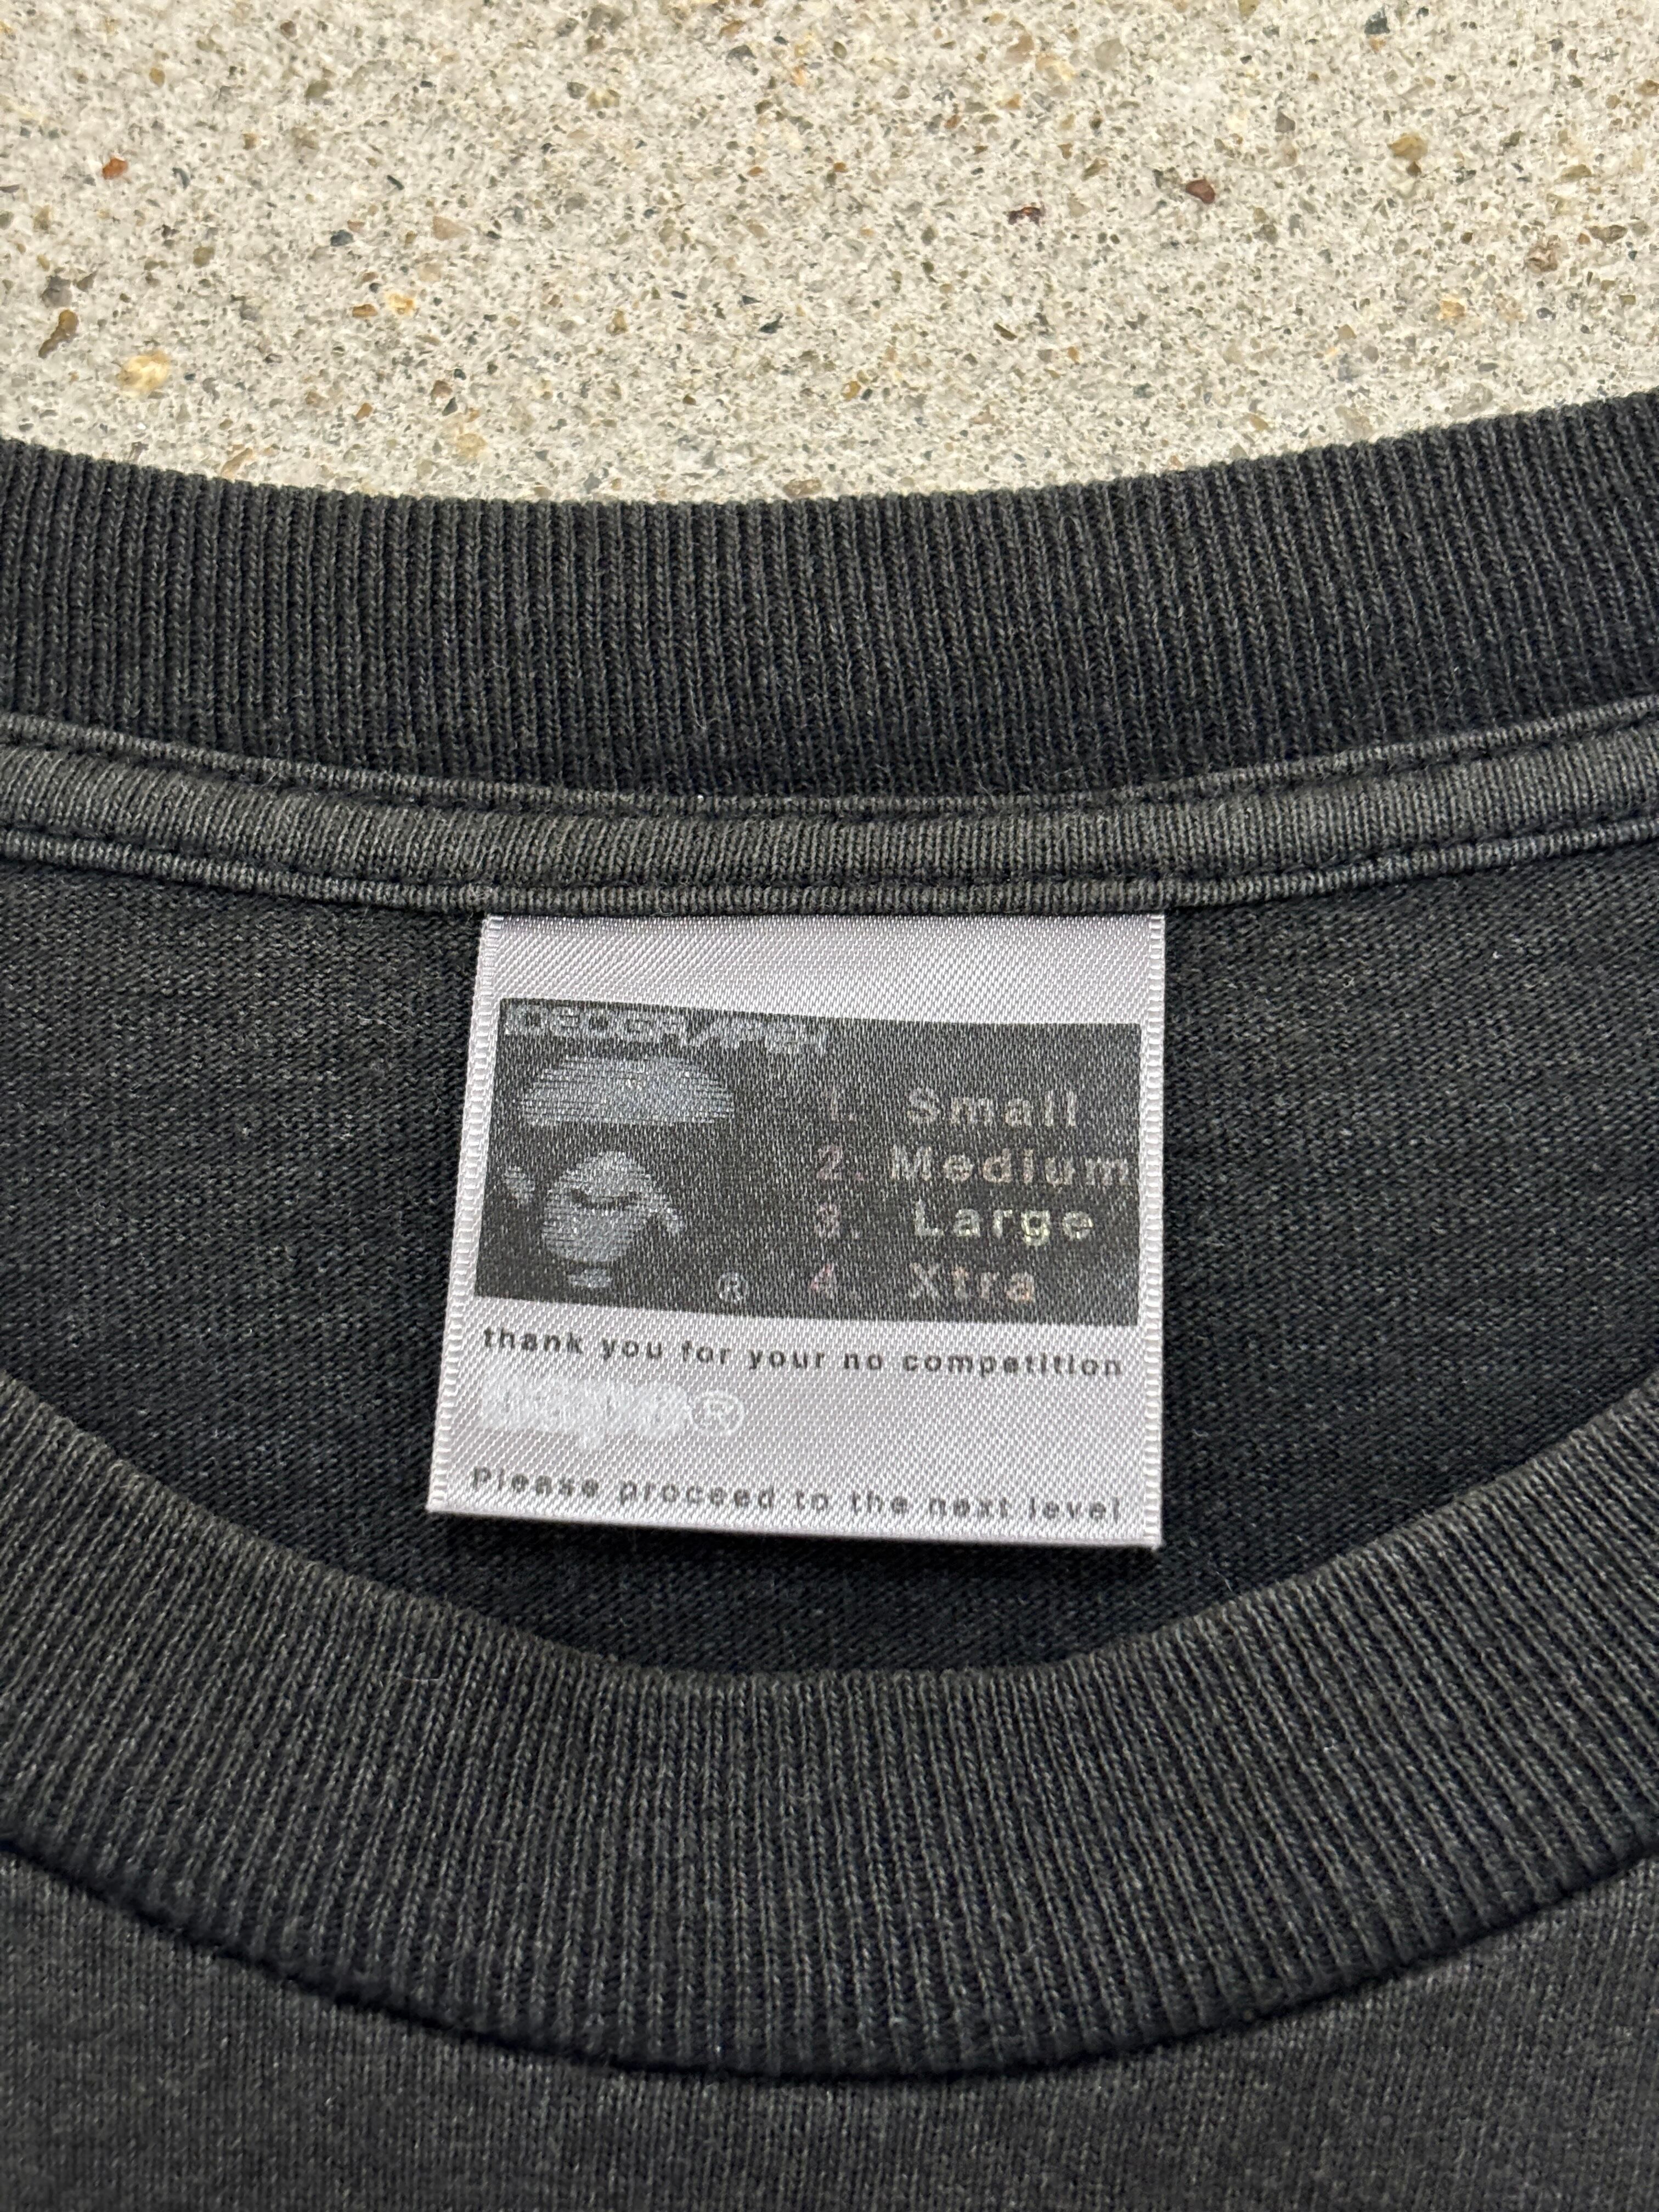 1. Small
2. Medium
3. Large
4. Xtra
®
thank you for your no competition
®
Please proceed to the next level